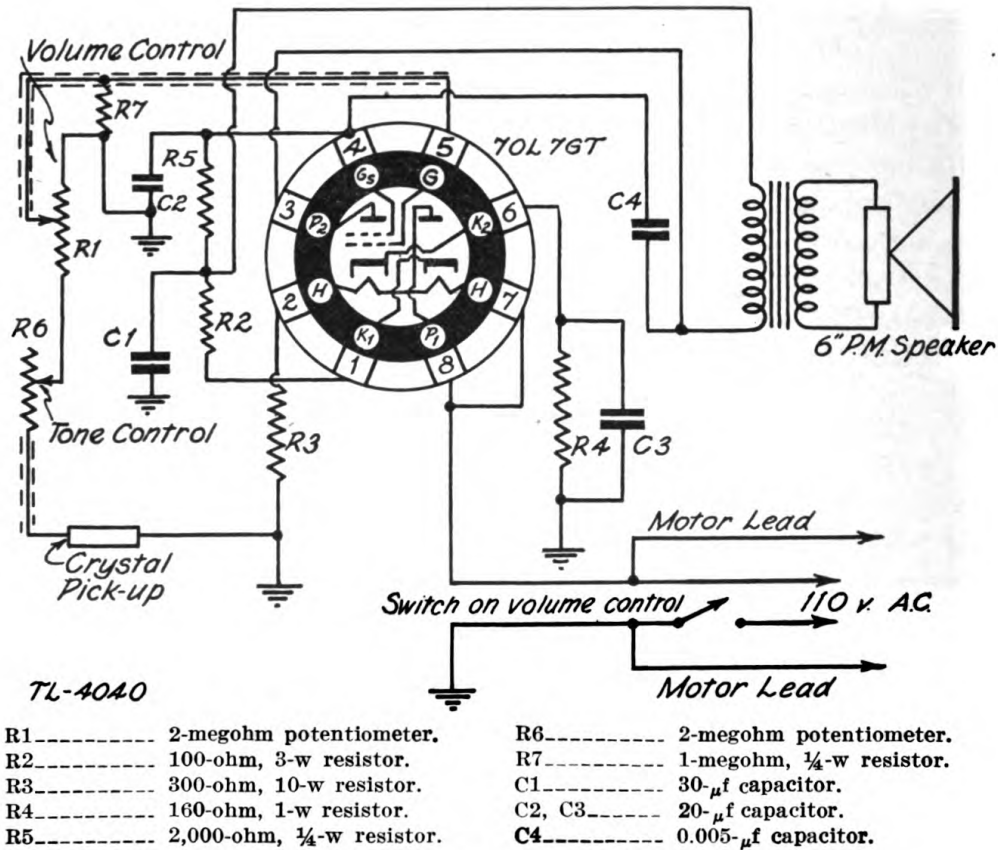 Volume Control
R7
R5
C2
R1
R6
C1
R2
Tone Control
R3
Crystal
Pick-up
4
5
70L7GT
3
6
2
7
1
8
G5
G
P2
K2
H
H
K1
P1
C4
R4
C3
6" P.M. Speaker
Motor Lead
Switch on volume control
110 v. A.C.
Motor Lead
TL-4040
R1---------- 2-megohm potentiometer.
R2---------- 100-ohm, 3-w resistor.
R3---------- 300-ohm, 10-w resistor.
R4---------- 160-ohm, 1-w resistor.
R5---------- 2,000-ohm, ¼-w resistor.
R6---------- 2-megohm potentiometer.
R7---------- 1-megohm, ¼-w resistor.
C1---------- 30-μf capacitor.
C2, C3------ 20-μf capacitor.
C4---------- 0.005-μf capacitor.